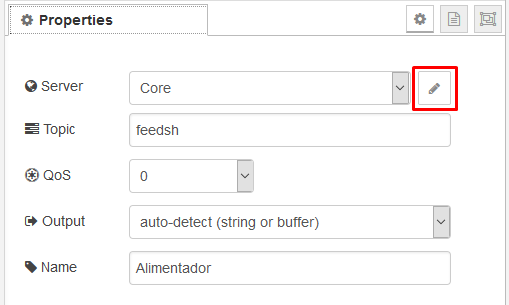 Properties
Server Core
Topic feedsh
QoS 0
Output auto-detect (string or buffer)
Name Alimentador